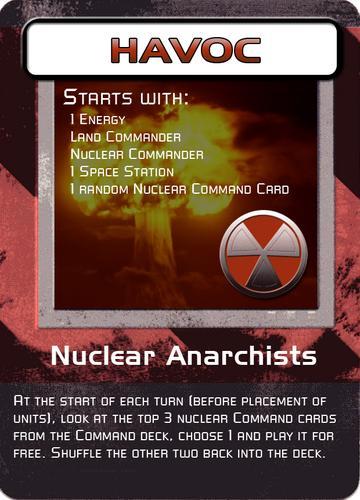 HAVOC
STARTS WITH:
1 ENERGY
LAND COMMANDER
NUCLEAR COMMANDER
1 SPACE STATION
1 RANDOM NUCLEAR COMMAND CARD
Nuclear Anarchists
AT THE START OF EACH TURN (BEFORE PLACEMENT OF
UNITS), LOOK AT THE TOP 3 NUCLEAR COMMAND CARDS
FROM THE COMMAND DECK, CHOOSE 1 AND PLAY IT FOR
FREE. SHUFFLE THE OTHER TWO BACK INTO THE DECK.